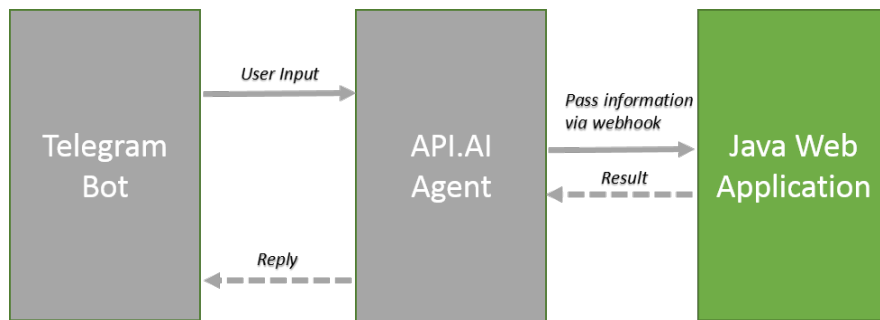 User Input
Pass information
via webhook
Telegram
Bot
API.AI
Agent
Java Web
Application
Result
Reply